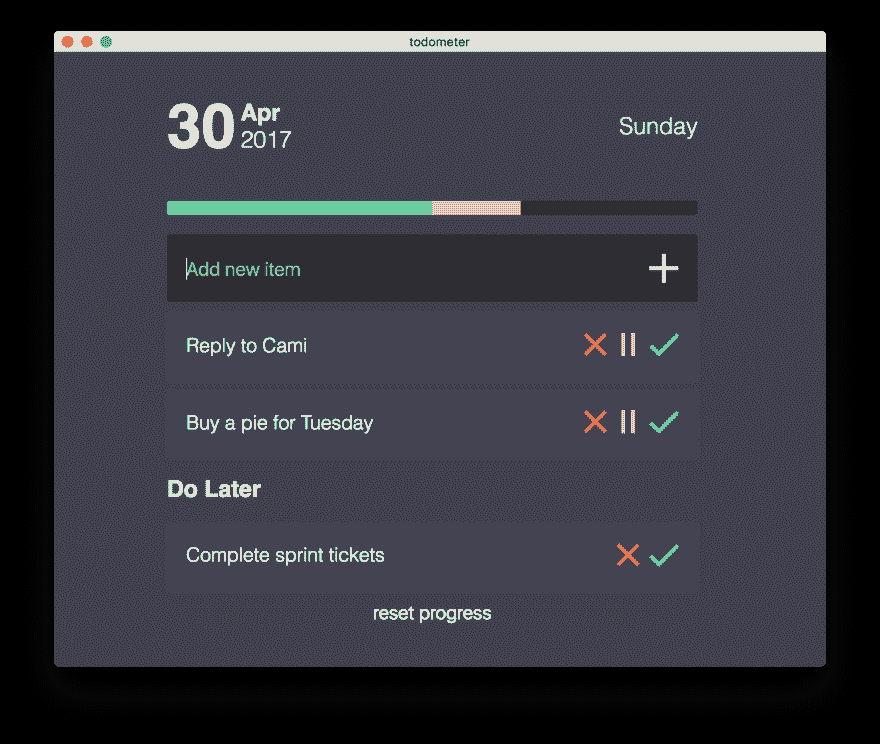 todometer
30 Apr
2017
Sunday
Add new item
Reply to Cami
Buy a pie for Tuesday
Do Later
Complete sprint tickets
reset progress